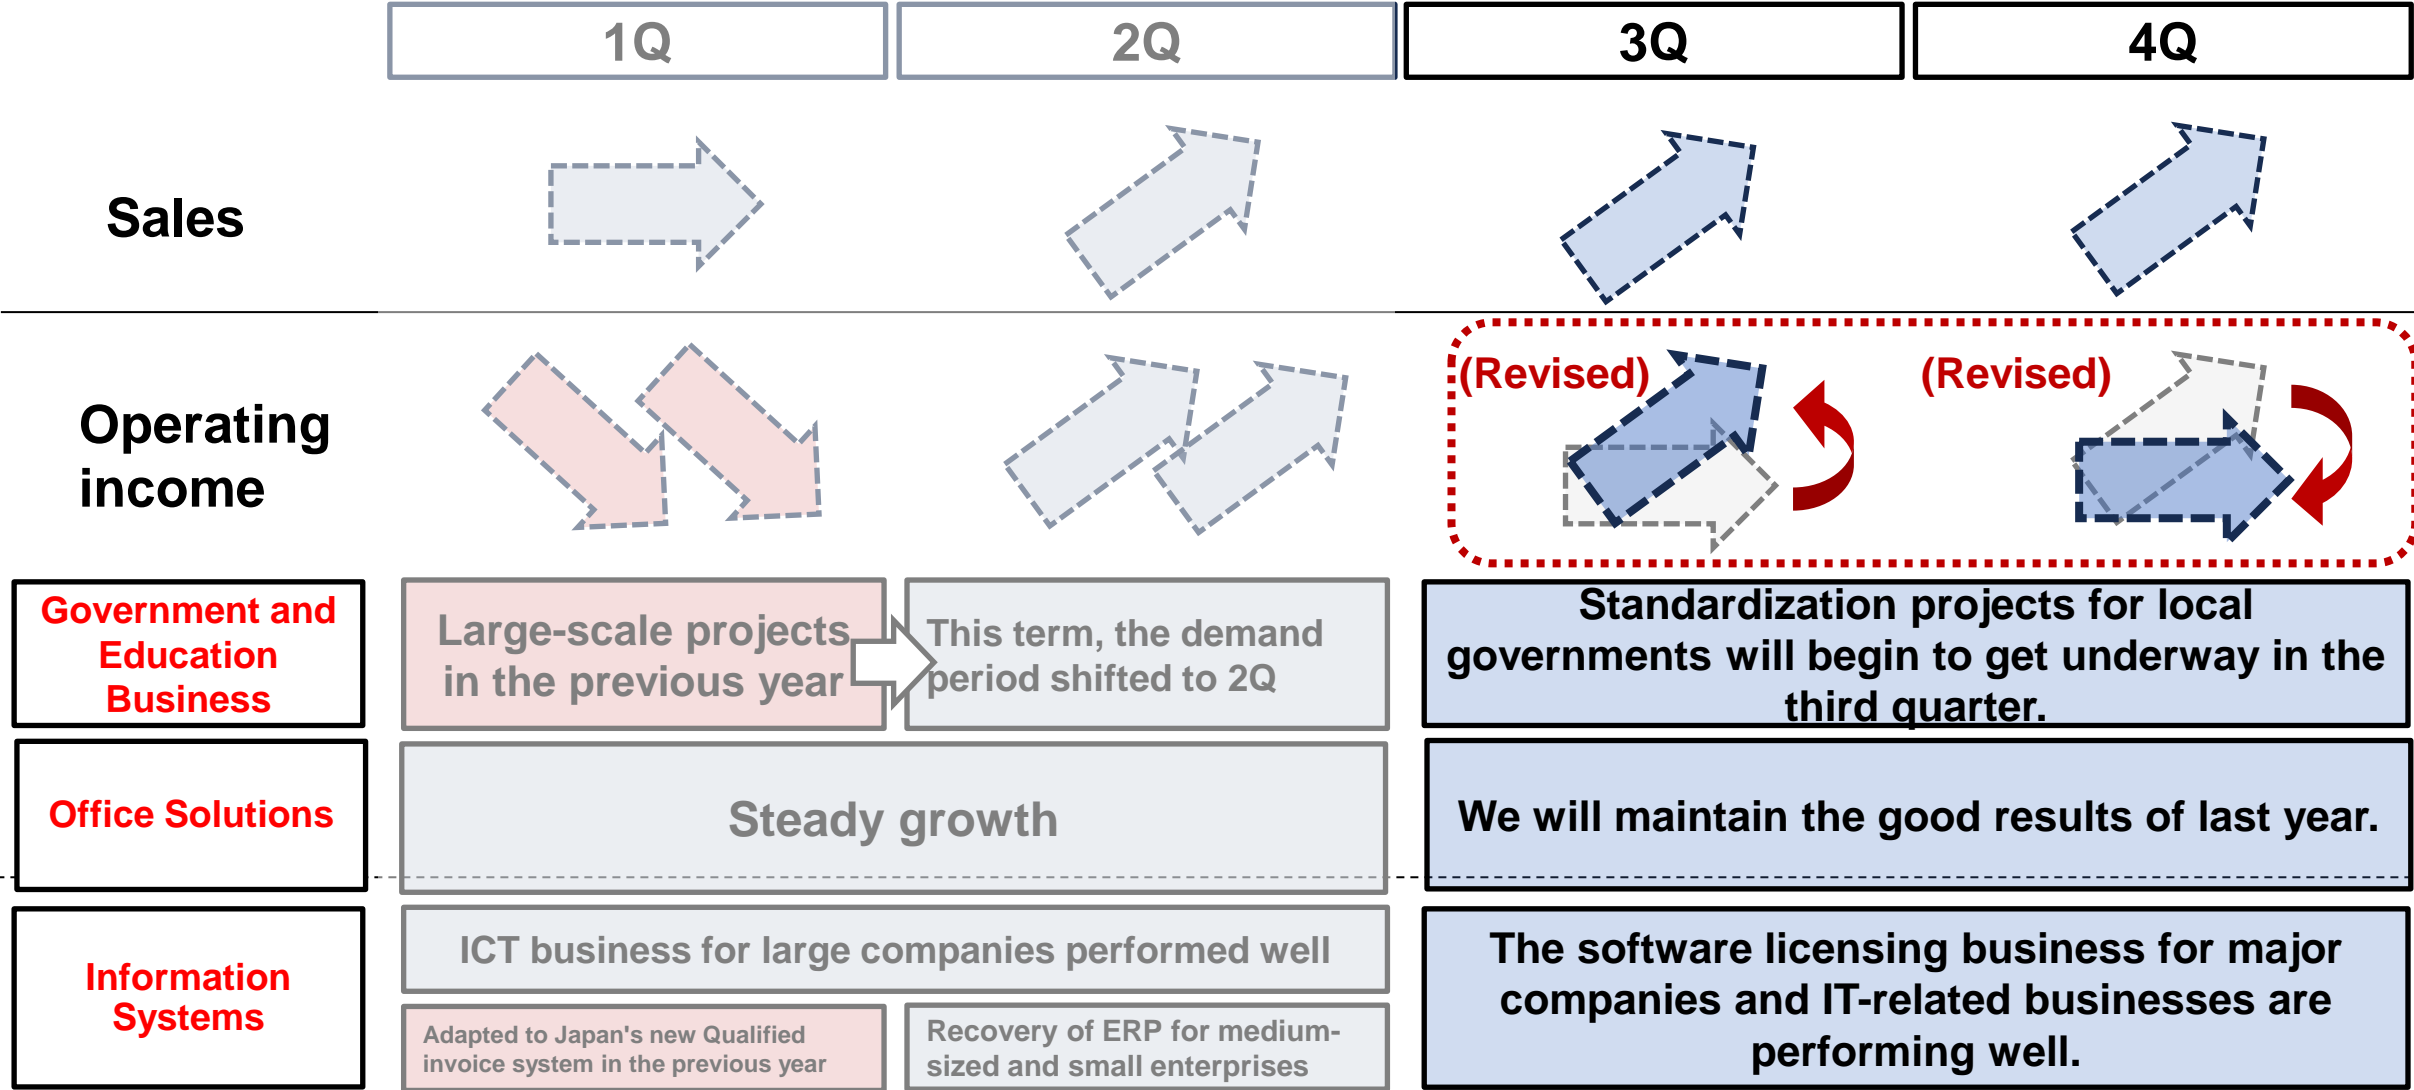 1Q
2Q
3Q
4Q
Sales
Operating
income
(Revised)
(Revised)
Government and
Education
Business
Large-scale projects
in the previous year
This term, the demand
period shifted to 2Q
Standardization projects for local
governments will begin to get underway in the
third quarter.
Office Solutions
Steady growth
We will maintain the good results of last year.
Information
Systems
ICT business for large companies performed well
Adapted to Japan's new Qualified
invoice system in the previous year
Recovery of ERP for medium-
sized and small enterprises
The software licensing business for major
companies and IT-related businesses are
performing well.